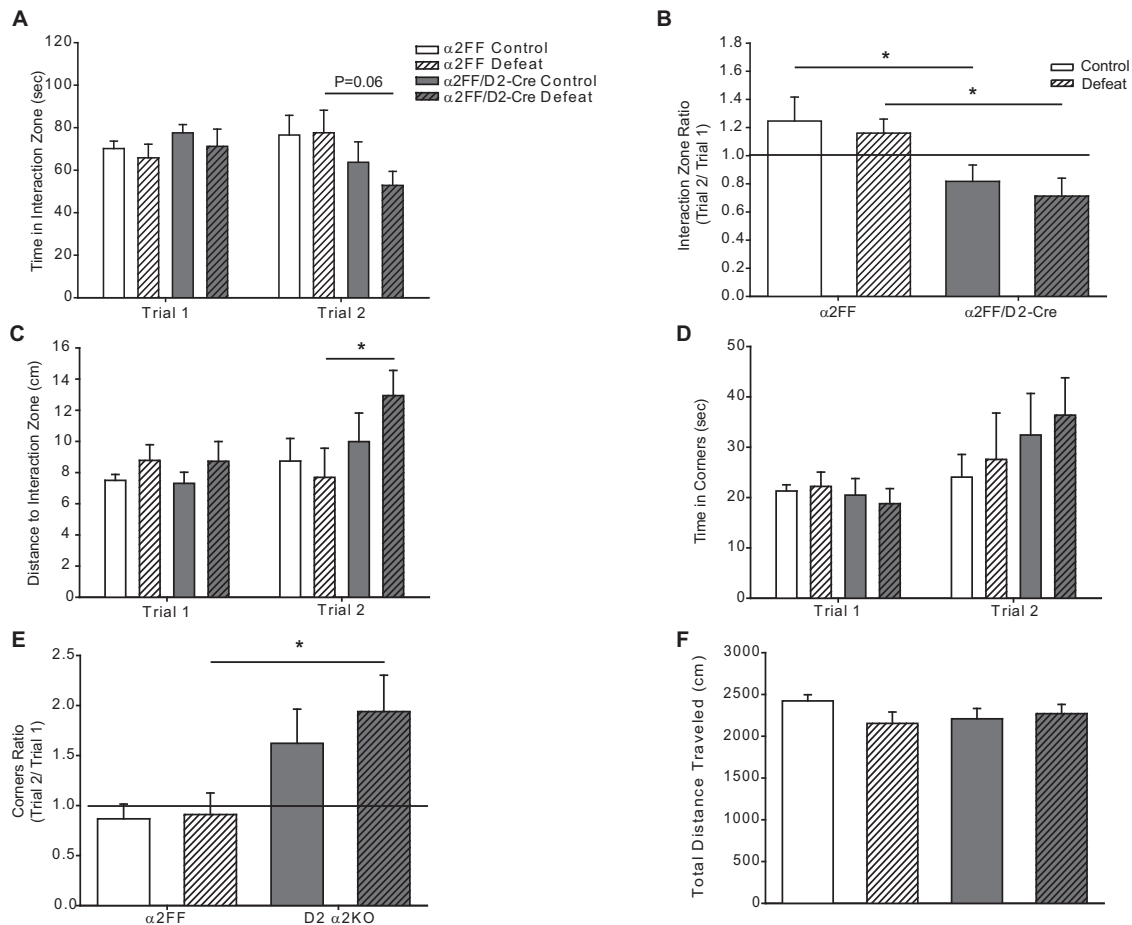 A
Time in Interaction Zone (sec)
120
100
80
60
40
20
0
Trial 1
Trial 2
P=0.06
α2FF Control
α2FF Defeat
α2FF/D2-Cre Control
α2FF/D2-Cre Defeat
B
Interaction Zone Ratio
(Trial 2/ Trial 1)
1.8
1.6
1.4
1.2
1.0
0.8
0.6
0.4
0.2
0.0
*
*
α2FF
α2FF/D2-Cre
Control
Defeat
C
Distance to Interaction Zone (cm)
16
14
12
10
8
6
4
2
0
*
Trial 1
Trial 2
D
Time in Corners (sec)
50
40
30
20
10
0
Trial 1
Trial 2
E
Corners Ratio
(Trial 2/ Trial 1)
2.5
2.0
1.5
1.0
0.5
0.0
*
α2FF
D2 α2KO
F
Total Distance Traveled (cm)
3000
2500
2000
1500
1000
500
0